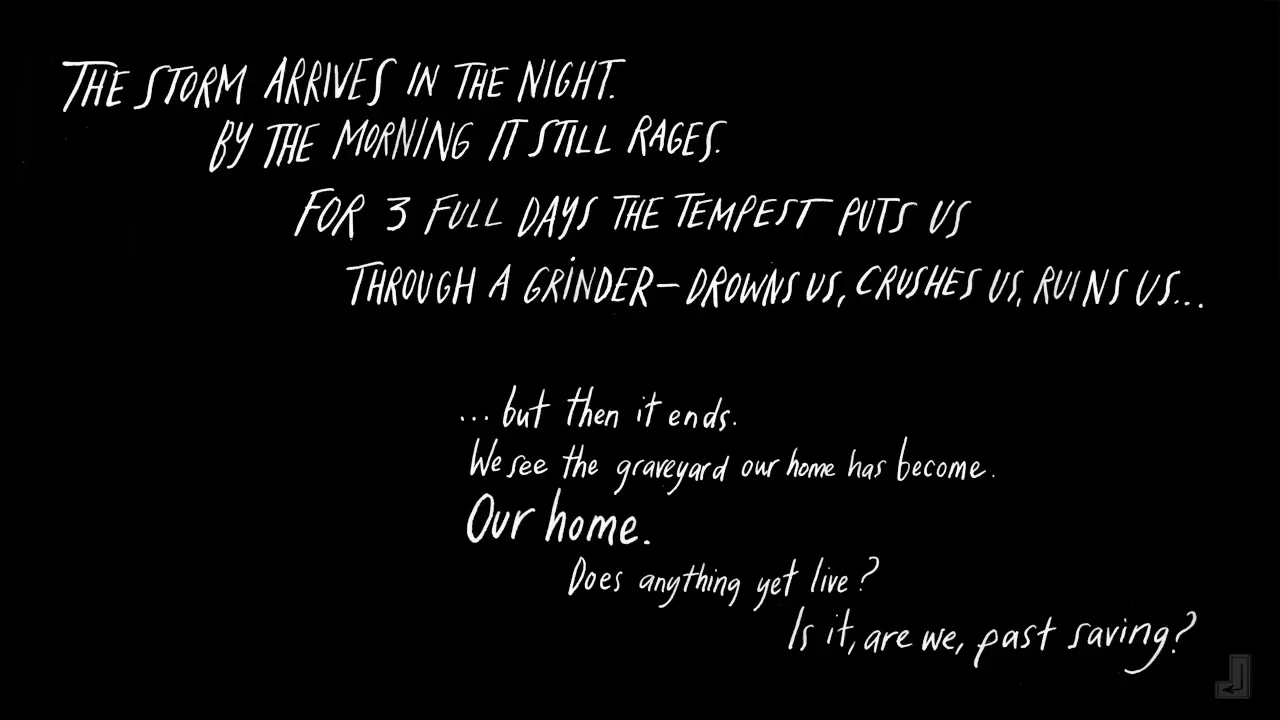 THE STORM ARRIVES IN THE NIGHT.
BY THE MORNING IT STILL RAGES.
FOR 3 FULL DAYS THE TEMPEST PUTS US
THROUGH A GRINDER – DROWNS US, CRUSHES US, RUINS US...
...but then it ends.
We see the graveyard our home has become.
Our home.
Does anything yet live?
Is it, are we, past saving?